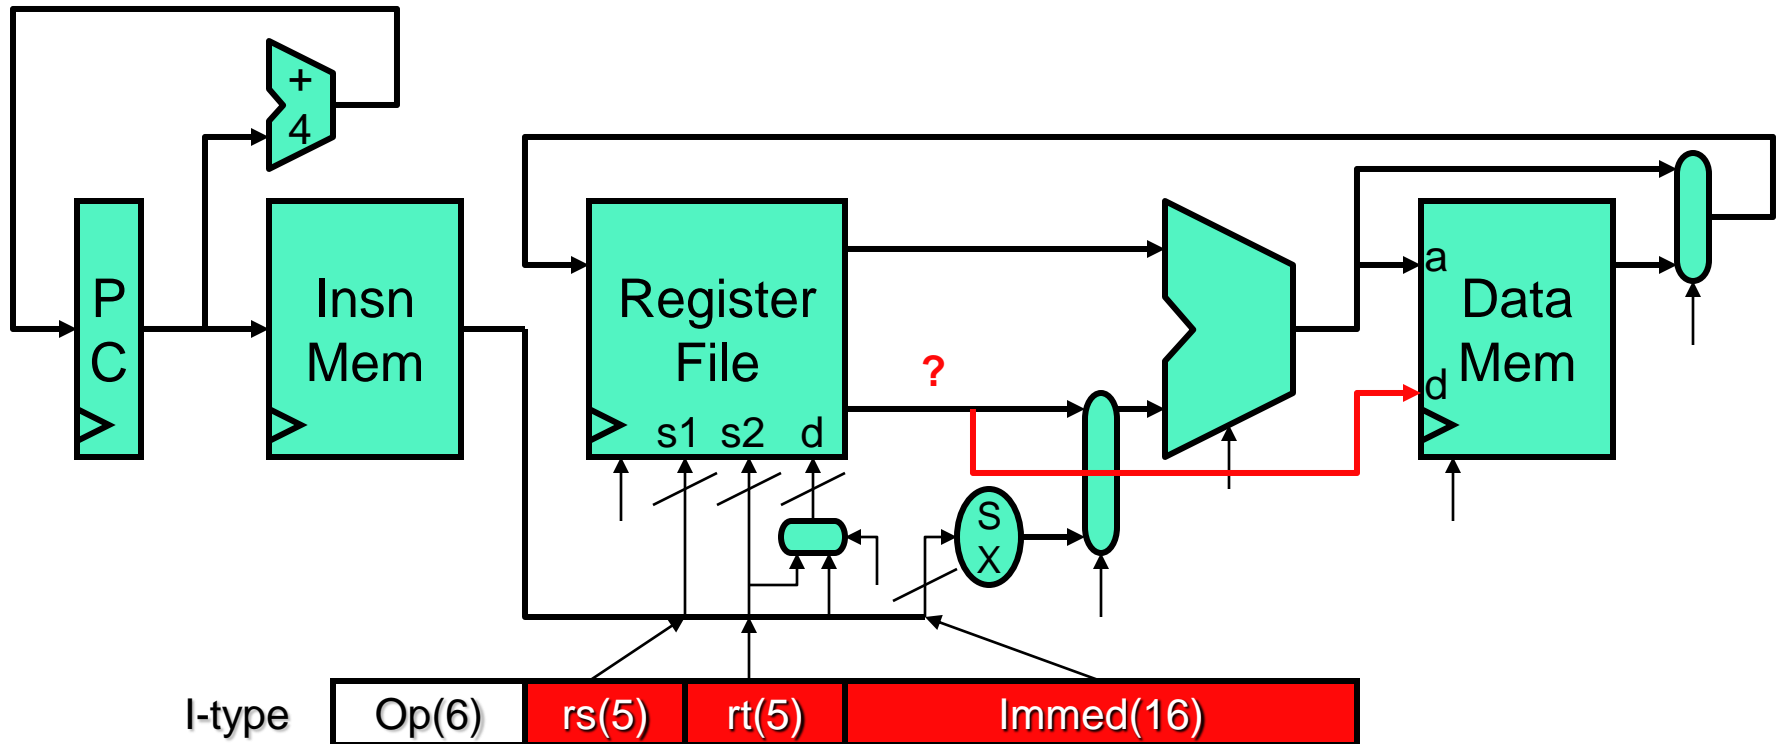 +
4
P
C
Insn
Mem
Register
File
s1 s2 d
?
S
X
a
d
Data
Mem
I-type Op(6) rs(5) rt(5) Immed(16)